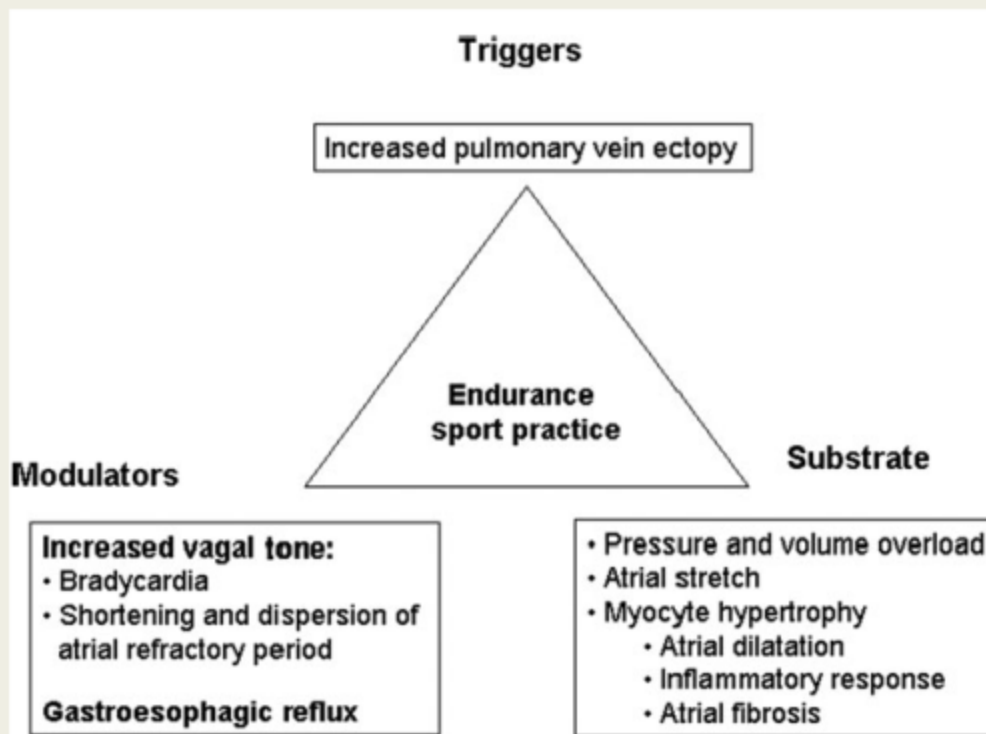 Triggers
Increased pulmonary vein ectopy
Endurance
sport practice
Modulators
Increased vagal tone:
• Bradycardia
• Shortening and dispersion of
atrial refractory period
Gastroesophagic reflux
Substrate
• Pressure and volume overload
• Atrial stretch
• Myocyte hypertrophy
• Atrial dilatation
• Inflammatory response
• Atrial fibrosis